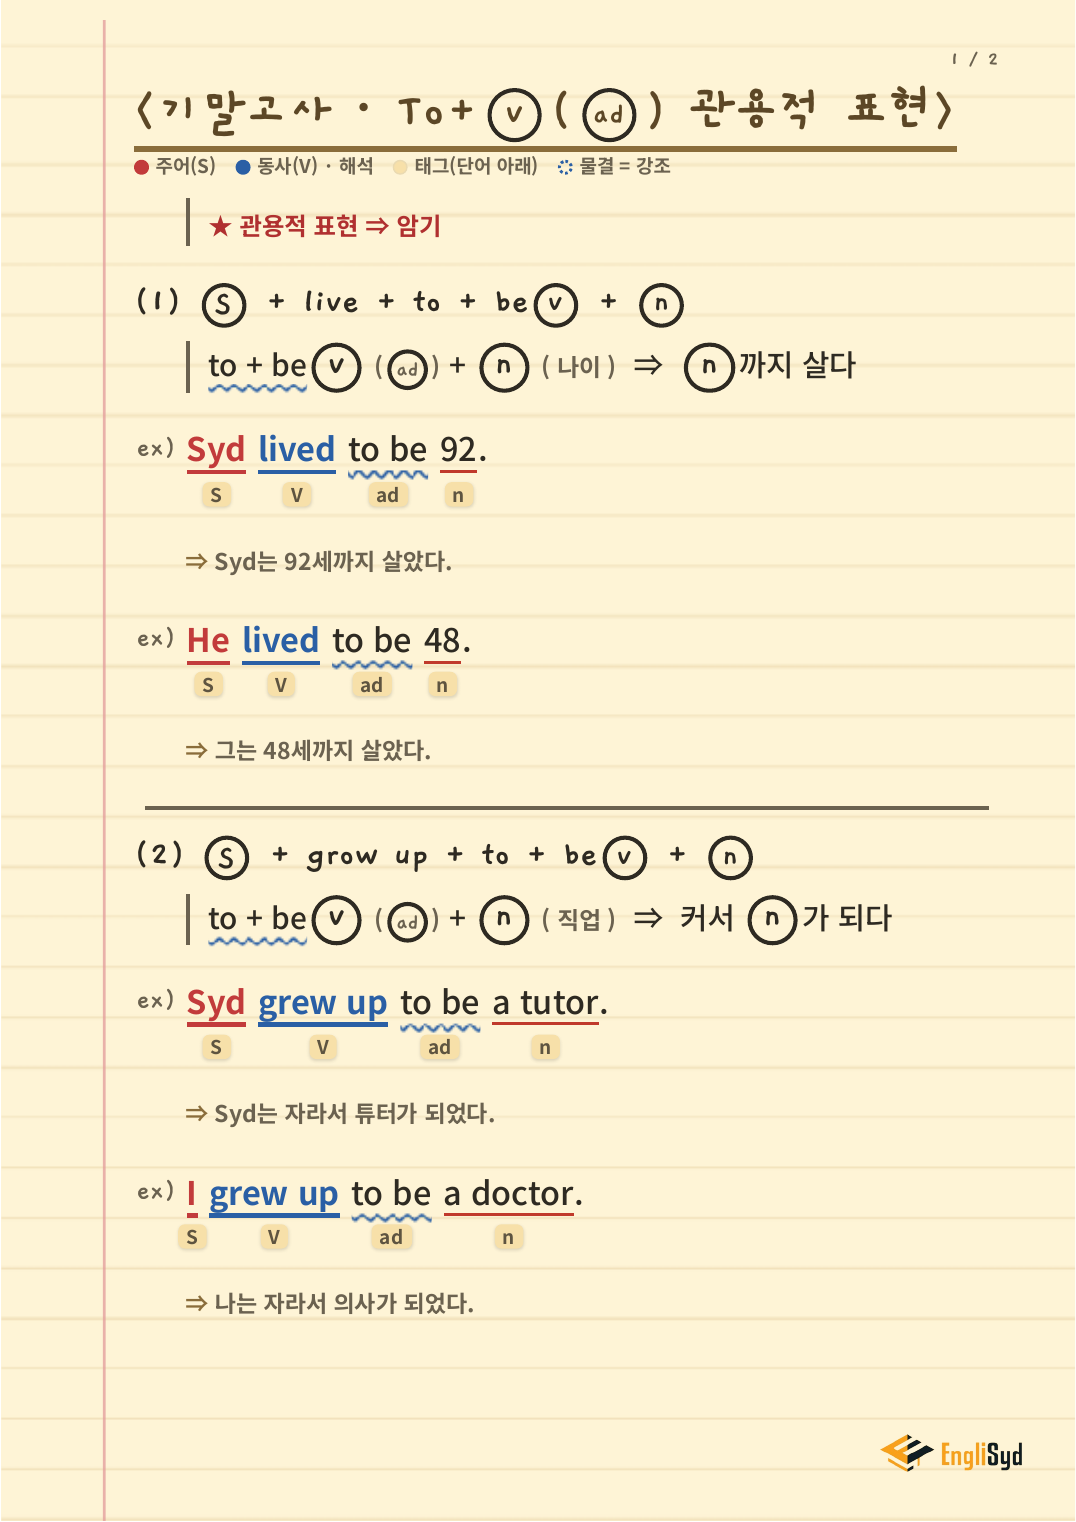 1 / 2
<기말고사 · To+ v ( ad ) 관용적 표현>
주어(S) 동사(V) · 해석 태그(단어 아래) 물결 = 강조
★ 관용적 표현 ⇒ 암기
(1) S + live + to + be v + n
to + be v ( ad ) + n ( 나이 ) ⇒ n 까지 살다
ex) Syd lived to be 92.
S V ad n
⇒ Syd는 92세까지 살았다.
ex) He lived to be 48.
S V ad n
⇒ 그는 48세까지 살았다.
(2) S + grow up + to + be v + n
to + be v ( ad ) + n ( 직업 ) ⇒ 커서 n 가 되다
ex) Syd grew up to be a tutor.
S V ad n
⇒ Syd는 자라서 튜터가 되었다.
ex) I grew up to be a doctor.
S V ad n
⇒ 나는 자라서 의사가 되었다.
EngliSyd